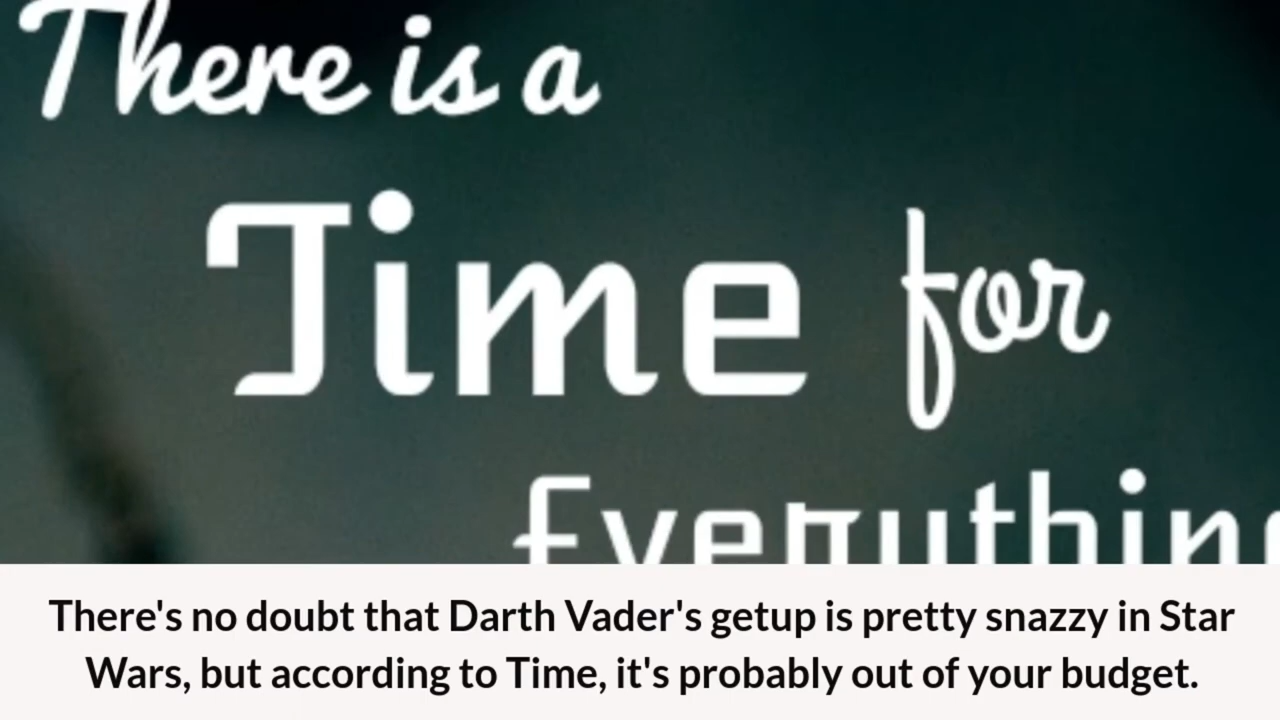 There is a
Time for
Everything
There's no doubt that Darth Vader's getup is pretty snazzy in Star
Wars, but according to Time, it's probably out of your budget.